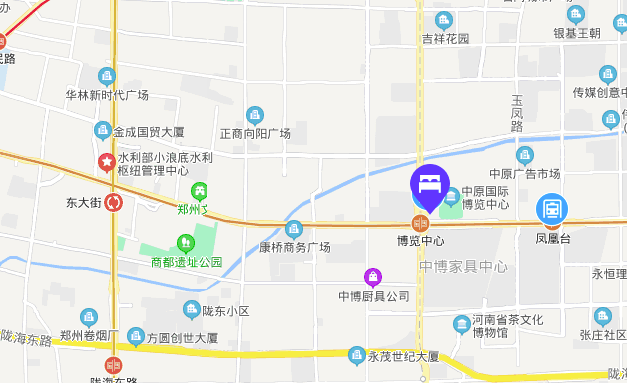 办
吉祥花园
银基王朝
民路
华林新时代广场
传媒创意中
玉凤路
金成国贸大厦
正商向阳广场
水利部小浪底水利
枢纽管理中心
中原广告市场
中原国际
博览中心
东大街
郑州
康桥商务广场
博览中心
凤凰台
商都遗址公园
中博家具中心
永恒理
中博厨具公司
陇东小区
河南省茶文化
博物馆
张庄社区
郑州卷烟厂
陇海东路
方圆创世大厦
永茂世纪大厦
陇海东路
陇海